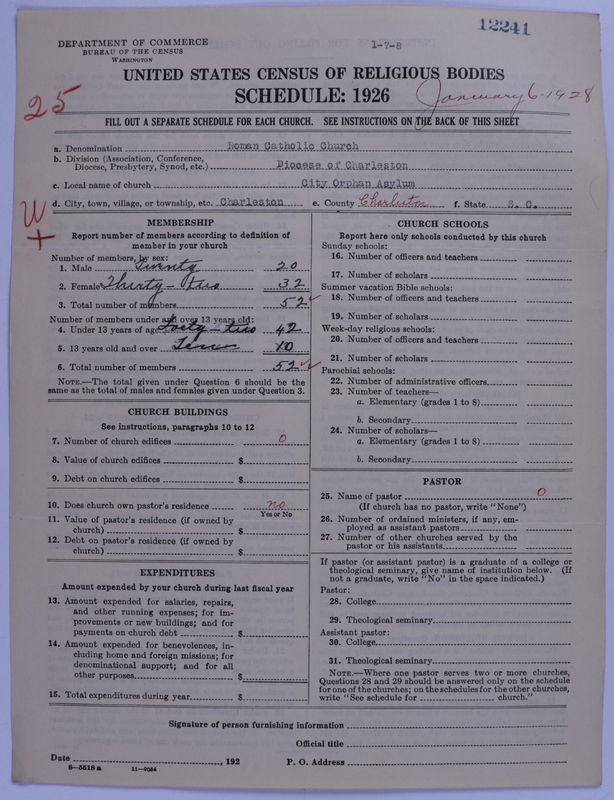 12241
DEPARTMENT OF COMMERCE
BUREAU OF THE CENSUS
WASHINGTON
1-7-8
UNITED STATES CENSUS OF RELIGIOUS BODIES
SCHEDULE: 1926
25
January 6-1928
FILL OUT A SEPARATE SCHEDULE FOR EACH CHURCH. SEE INSTRUCTIONS ON THE BACK OF THIS SHEET
a. Denomination Roman Catholic Church
b. Division (Association, Conference, Diocese, Presbytery, Synod, etc.) Diocese of Charleston
c. Local name of church City Orphan Asylum
d. City, town, village, or township, etc. Charleston e. County Charleston f. State S. C.
W
+
MEMBERSHIP
Report number of members according to definition of
member in your church
Number of members, by sex:
1. Male Twenty 20
2. Female Thirty-two 32
3. Total number of members 52 ✓
Number of members under and over 13 years old:
4. Under 13 years of age Forty-two 42
5. 13 years old and over Ten 10
6. Total number of members 52 ✓
NOTE.—The total given under Question 6 should be the
same as the total of males and females given under Question 3.
CHURCH BUILDINGS
See instructions, paragraphs 10 to 12
7. Number of church edifices 0
8. Value of church edifices $
9. Debt on church edifices $
10. Does church own pastor's residence no
Yes or No
11. Value of pastor's residence (if owned by
church) $
12. Debt on pastor's residence (if owned by
church) $
EXPENDITURES
Amount expended by your church during last fiscal year
13. Amount expended for salaries, repairs,
and other running expenses; for im-
provements or new buildings; and for
payments on church debt $
14. Amount expended for benevolences, in-
cluding home and foreign missions; for
denominational support; and for all
other purposes $
15. Total expenditures during year $
CHURCH SCHOOLS
Report here only schools conducted by this church
Sunday schools:
16. Number of officers and teachers
17. Number of scholars
Summer vacation Bible schools:
18. Number of officers and teachers
19. Number of scholars
Week-day religious schools:
20. Number of officers and teachers
21. Number of scholars
Parochial schools:
22. Number of administrative officers
23. Number of teachers—
a. Elementary (grades 1 to 8)
b. Secondary
24. Number of scholars—
a. Elementary (grades 1 to 8)
b. Secondary
PASTOR
25. Name of pastor 0
(If church has no pastor, write "None")
26. Number of ordained ministers, if any, em-
ployed as assistant pastors
27. Number of other churches served by the
pastor or his assistants
If pastor (or assistant pastor) is a graduate of a college or
theological seminary, give name of institution below. (If
not a graduate, write "No" in the space indicated.)
Pastor:
28. College
29. Theological seminary
Assistant pastor:
30. College
31. Theological seminary
NOTE.—Where one pastor serves two or more churches,
Questions 28 and 29 should be answered only on the schedule
for one of the churches; on the schedules for the other churches,
write "See schedule for church."
Signature of person furnishing information
Official title
Date , 192 P. O. Address
8—5518 a 11—9054